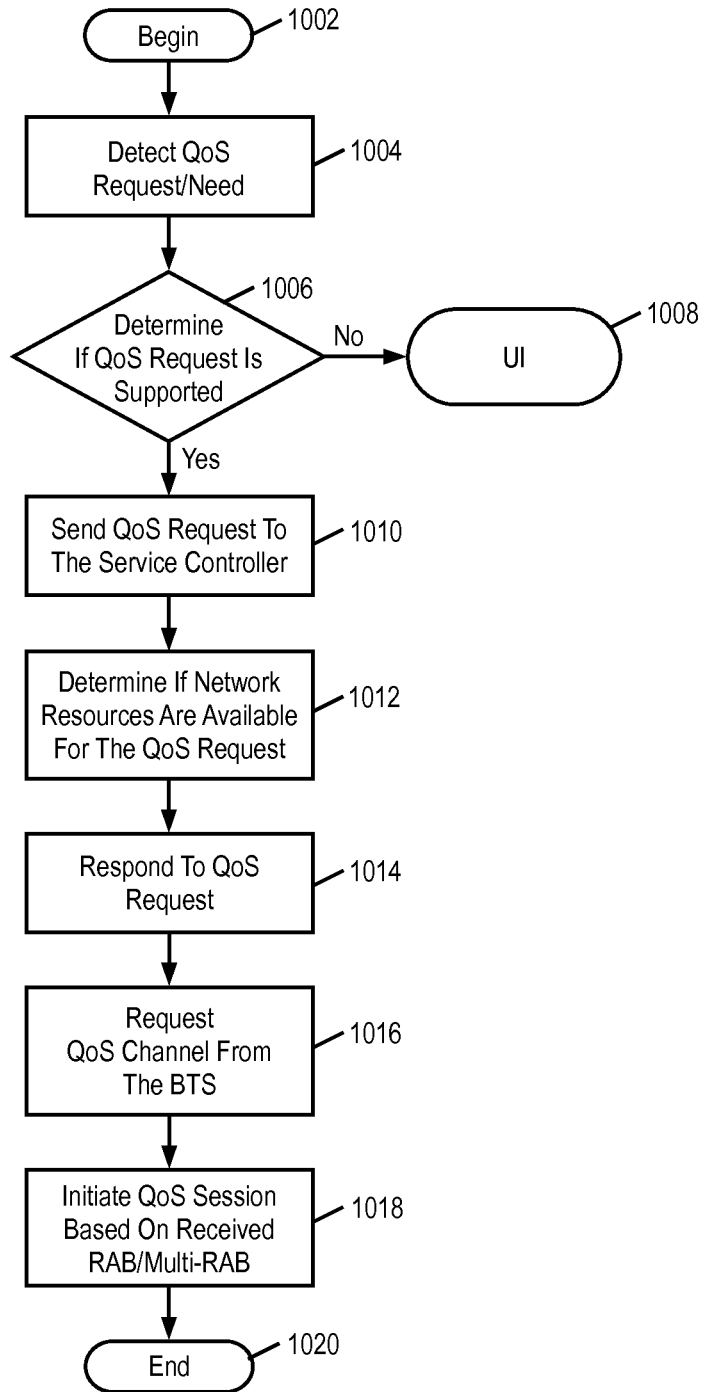 Begin
1002
Detect QoS
Request/Need
1004
1006
Determine
If QoS Request Is
Supported
No
UI
1008
Yes
Send QoS Request To
The Service Controller
1010
Determine If Network
Resources Are Available
For The QoS Request
1012
Respond To QoS
Request
1014
Request
QoS Channel From
The BTS
1016
Initiate QoS Session
Based On Received
RAB/Multi-RAB
1018
End
1020